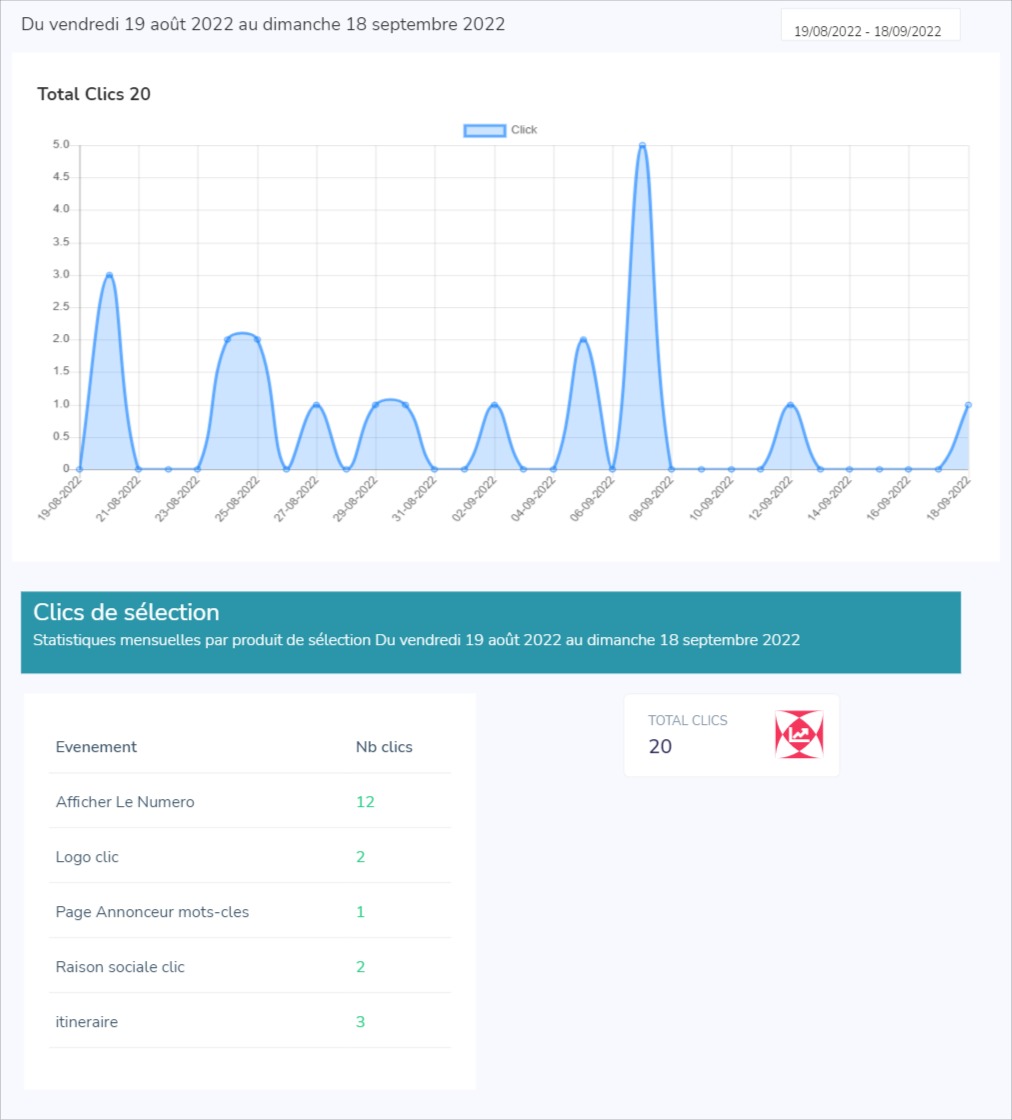 Du vendredi 19 août 2022 au dimanche 18 septembre 2022
19/08/2022 - 18/09/2022
Total Clics 20
Click
5.0
4.5
4.0
3.5
3.0
2.5
2.0
1.5
1.0
0.5
0
19-08-2022
21-08-2022
23-08-2022
25-08-2022
27-08-2022
29-08-2022
31-08-2022
02-09-2022
04-09-2022
06-09-2022
08-09-2022
10-09-2022
12-09-2022
14-09-2022
16-09-2022
18-09-2022
Clics de sélection
Statistiques mensuelles par produit de sélection Du vendredi 19 août 2022 au dimanche 18 septembre 2022
Evenement Nb clics
Afficher Le Numero 12
Logo clic 2
Page Annonceur mots-cles 1
Raison sociale clic 2
itineraire 3
TOTAL CLICS
20